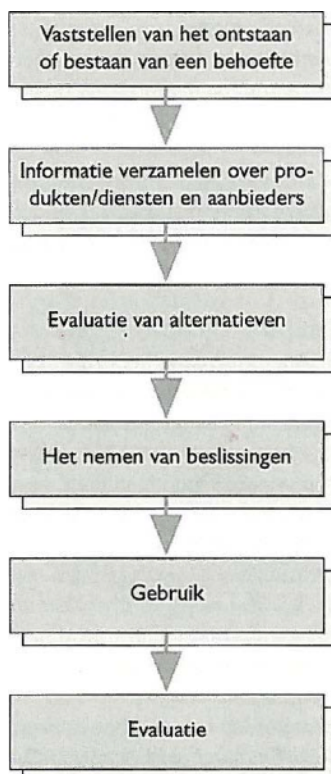 Vaststellen van het ontstaan
of bestaan van een behoefte
Informatie verzamelen over pro-
dukten/diensten en aanbieders
Evaluatie van alternatieven
Het nemen van beslissingen
Gebruik
Evaluatie